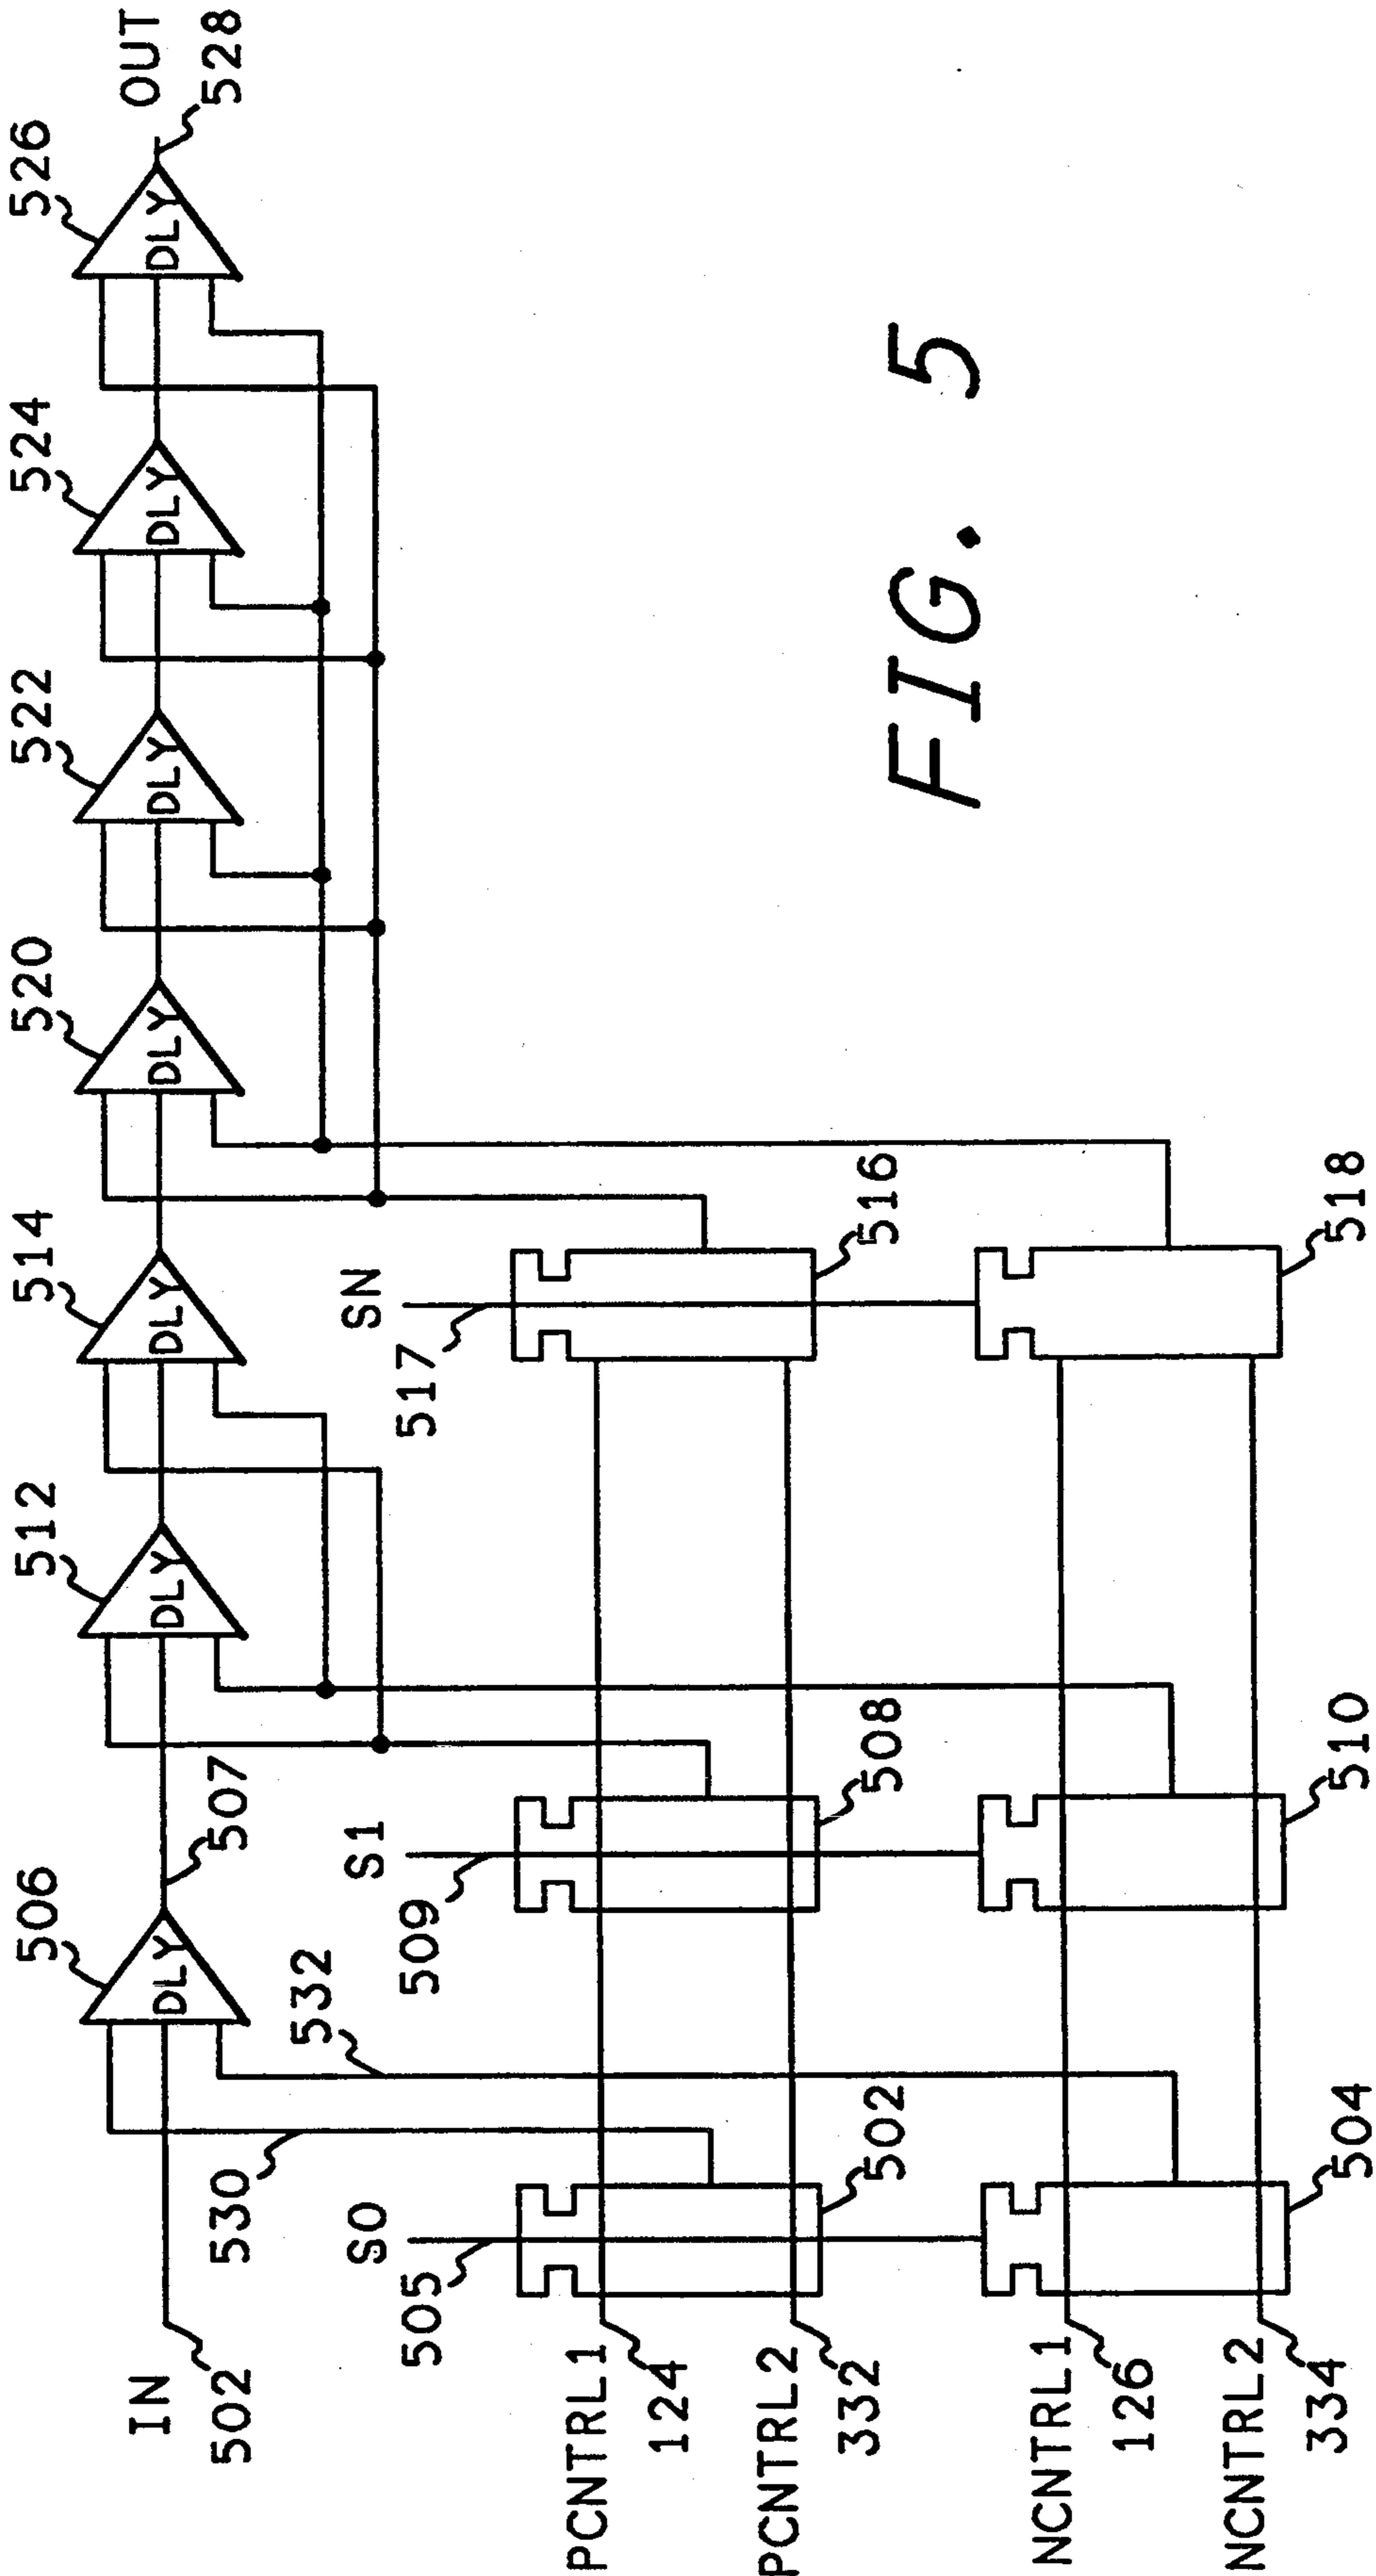 506
512
514
520
522
524
526
DLY
DLY
DLY
DLY
DLY
DLY
DLY
OUT
528
IN
502
507
530
532
S0
505
S1
509
SN
517
PCNTRL1
124
PCNTRL2
332
502
508
516
NCNTRL1
126
NCNTRL2
334
504
510
518
FIG. 5